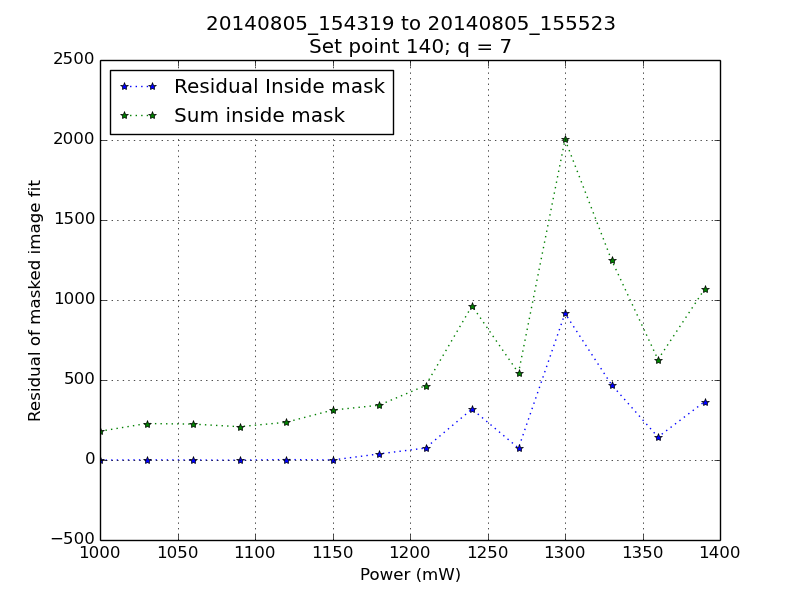 20140805_154319 to 20140805_155523
Set point 140; q = 7
Residual Inside mask
Sum inside mask
2500
2000
1500
1000
500
0
−500
Residual of masked image fit
1000 1050 1100 1150 1200 1250 1300 1350 1400
Power (mW)